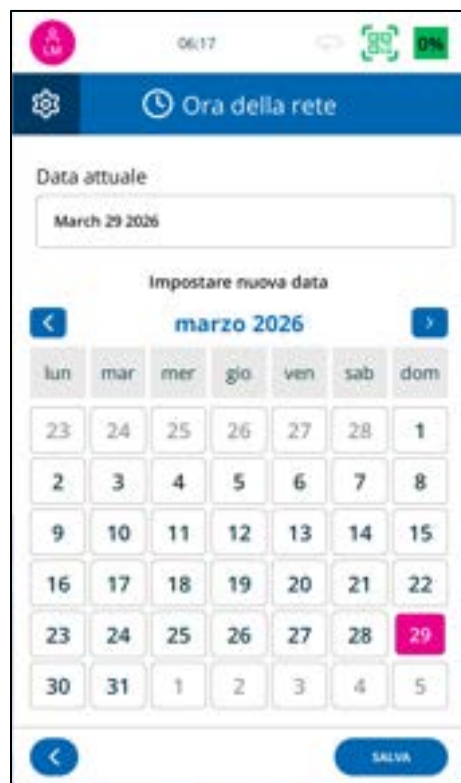 LM 06:17 0%
Ora della rete
Data attuale
March 29 2026
Impostare nuova data
marzo 2026
lun mar mer gio ven sab dom
23 24 25 26 27 28 1
2 3 4 5 6 7 8
9 10 11 12 13 14 15
16 17 18 19 20 21 22
23 24 25 26 27 28 29
30 31 1 2 3 4 5
SALVA